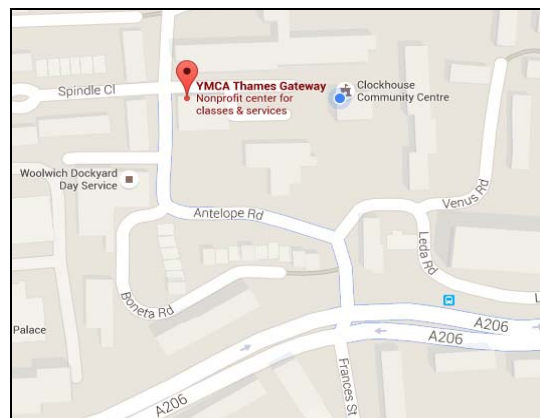 YMCA Thames Gateway
Nonprofit center for
classes & services
Clockhouse
Community Centre
Spindle Cl
Woolwich Dockyard
Day Service
Antelope Rd
Venus Rd
Leda Rd
Boneta Rd
L
Palace
A206
A206
A206
Frances St